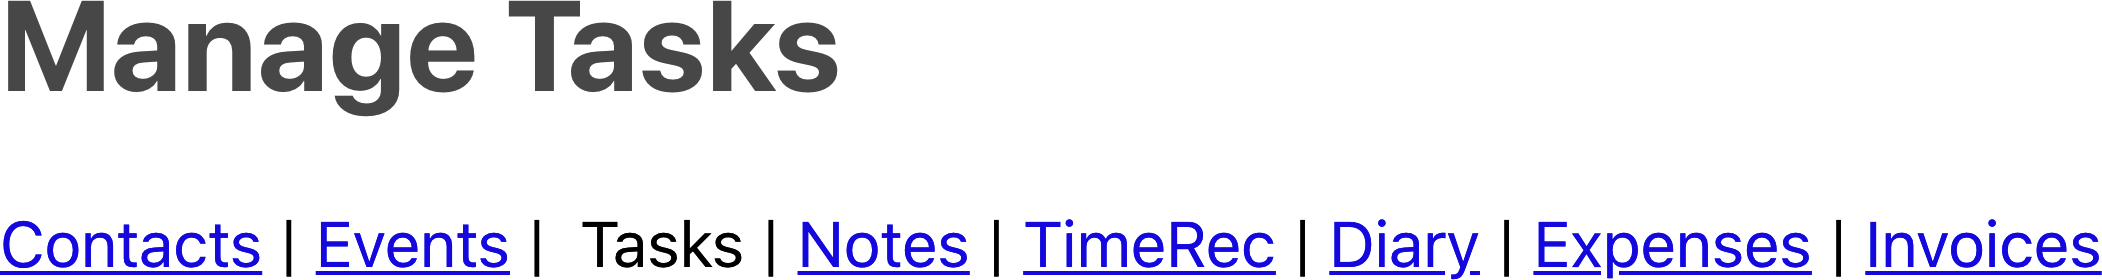 Manage Tasks
Contacts | Events | Tasks | Notes | TimeRec | Diary | Expenses | Invoices